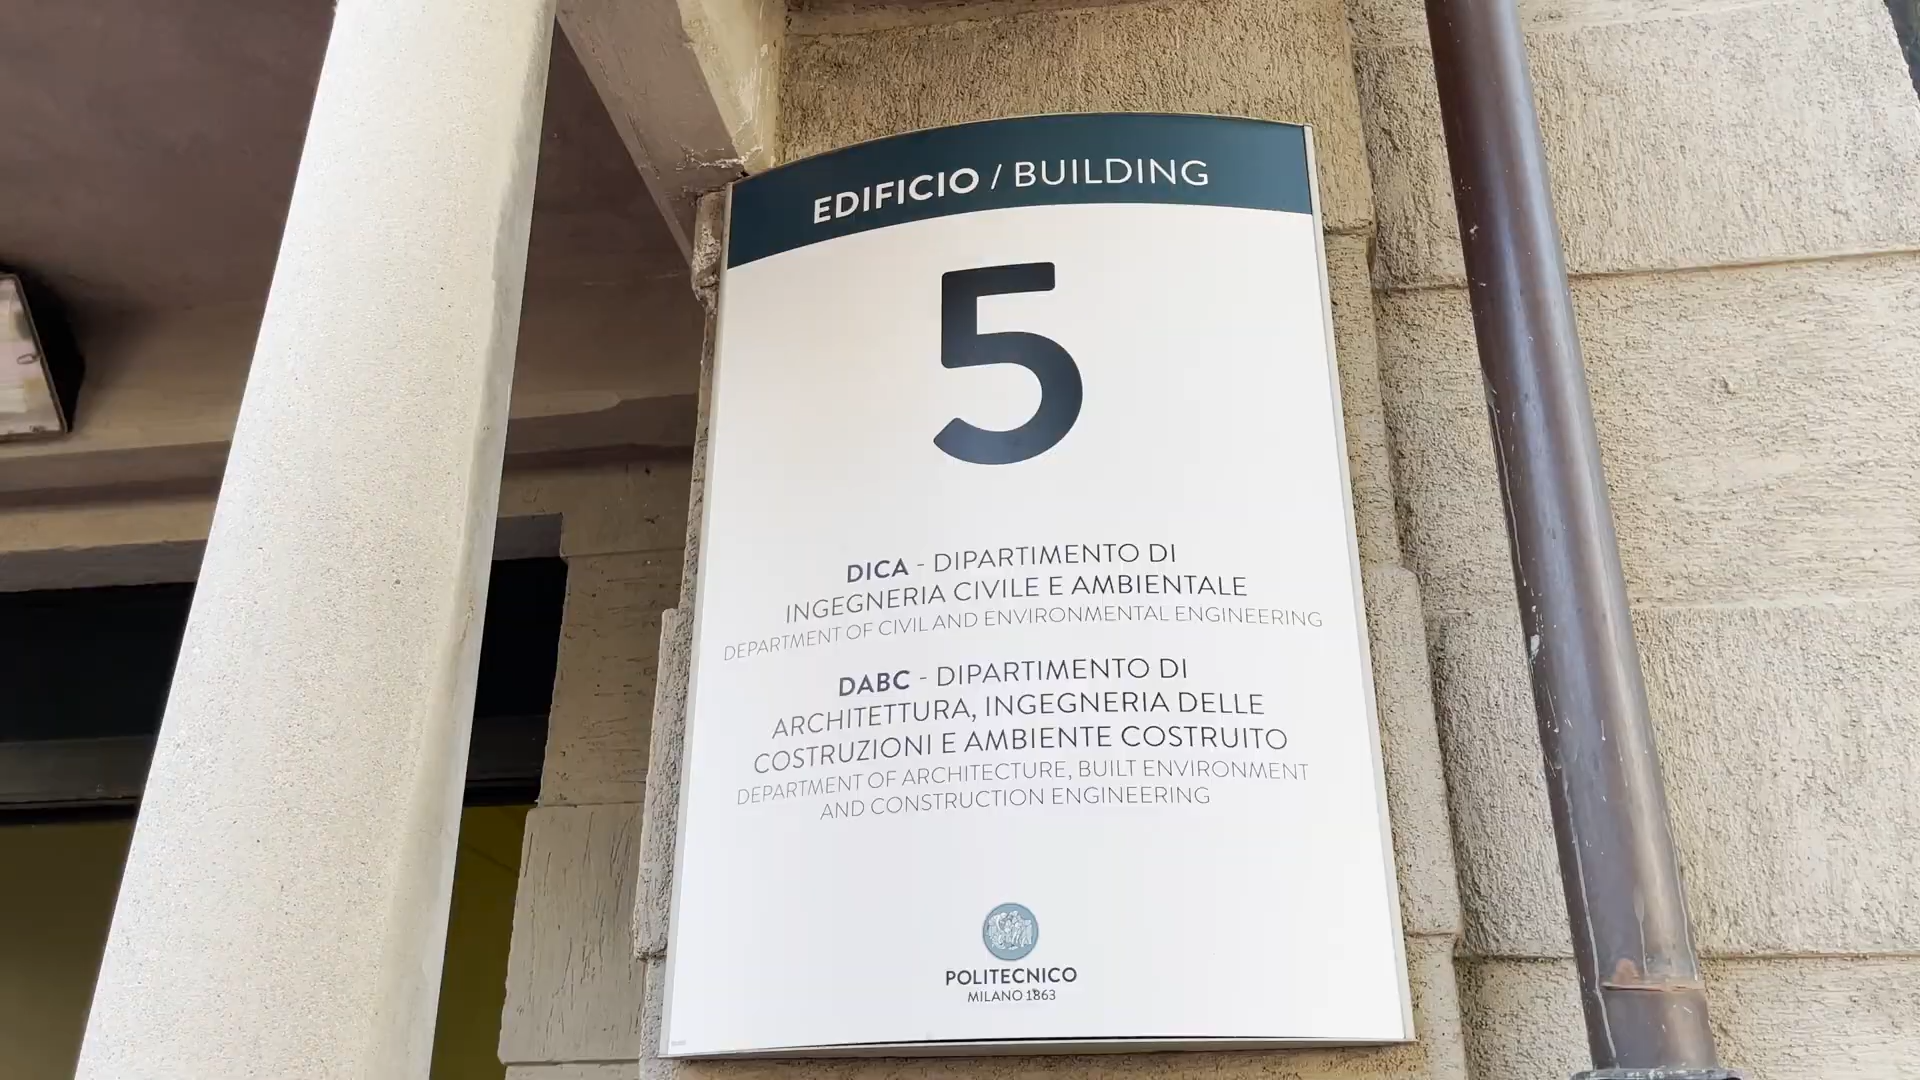 EDIFICIO / BUILDING
5
DICA - DIPARTIMENTO DI
INGEGNERIA CIVILE E AMBIENTALE
DEPARTMENT OF CIVIL AND ENVIRONMENTAL ENGINEERING
DABC - DIPARTIMENTO DI
ARCHITETTURA, INGEGNERIA DELLE
COSTRUZIONI E AMBIENTE COSTRUITO
DEPARTMENT OF ARCHITECTURE, BUILT ENVIRONMENT
AND CONSTRUCTION ENGINEERING
POLITECNICO
MILANO 1863